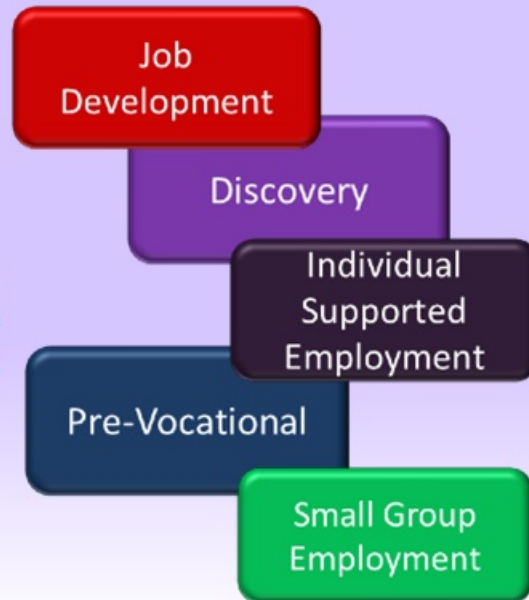 Job
Development
Discovery
Individual
Supported
Employment
Pre-Vocational
Small Group
Employment